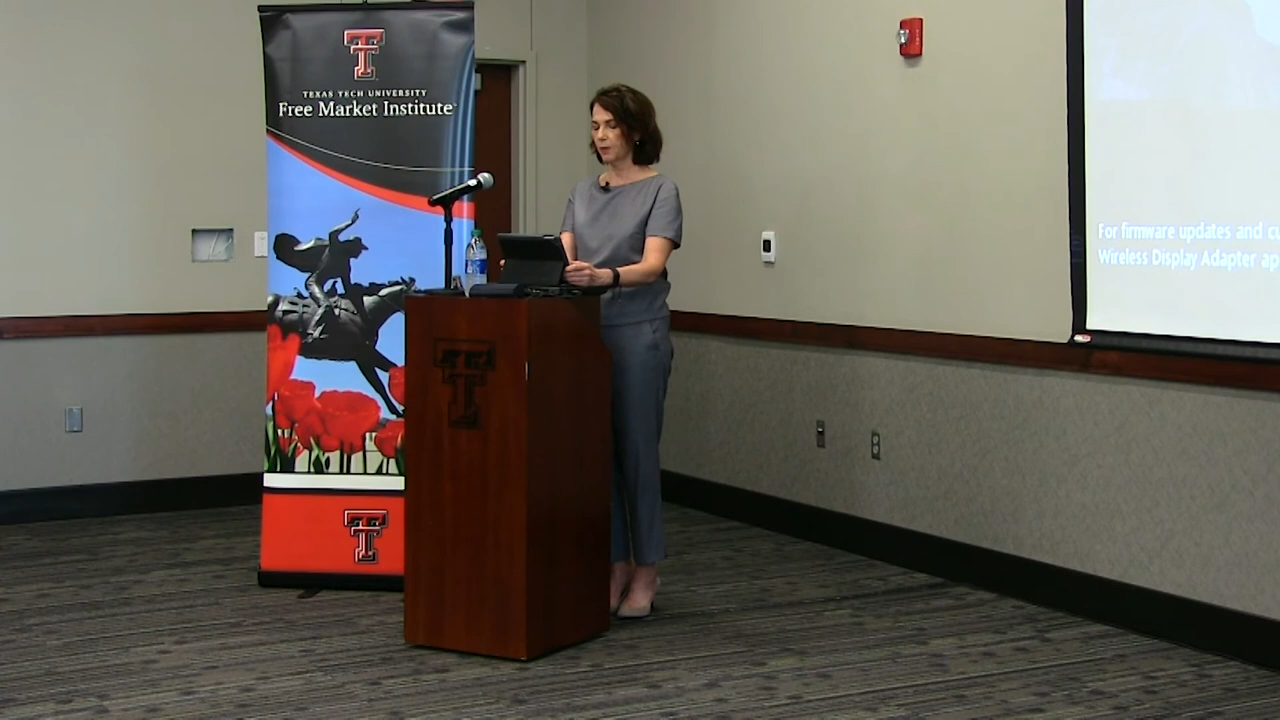 TEXAS TECH UNIVERSITY
Free Market Institute
For firmware updates and cu
Wireless Display Adapter ap